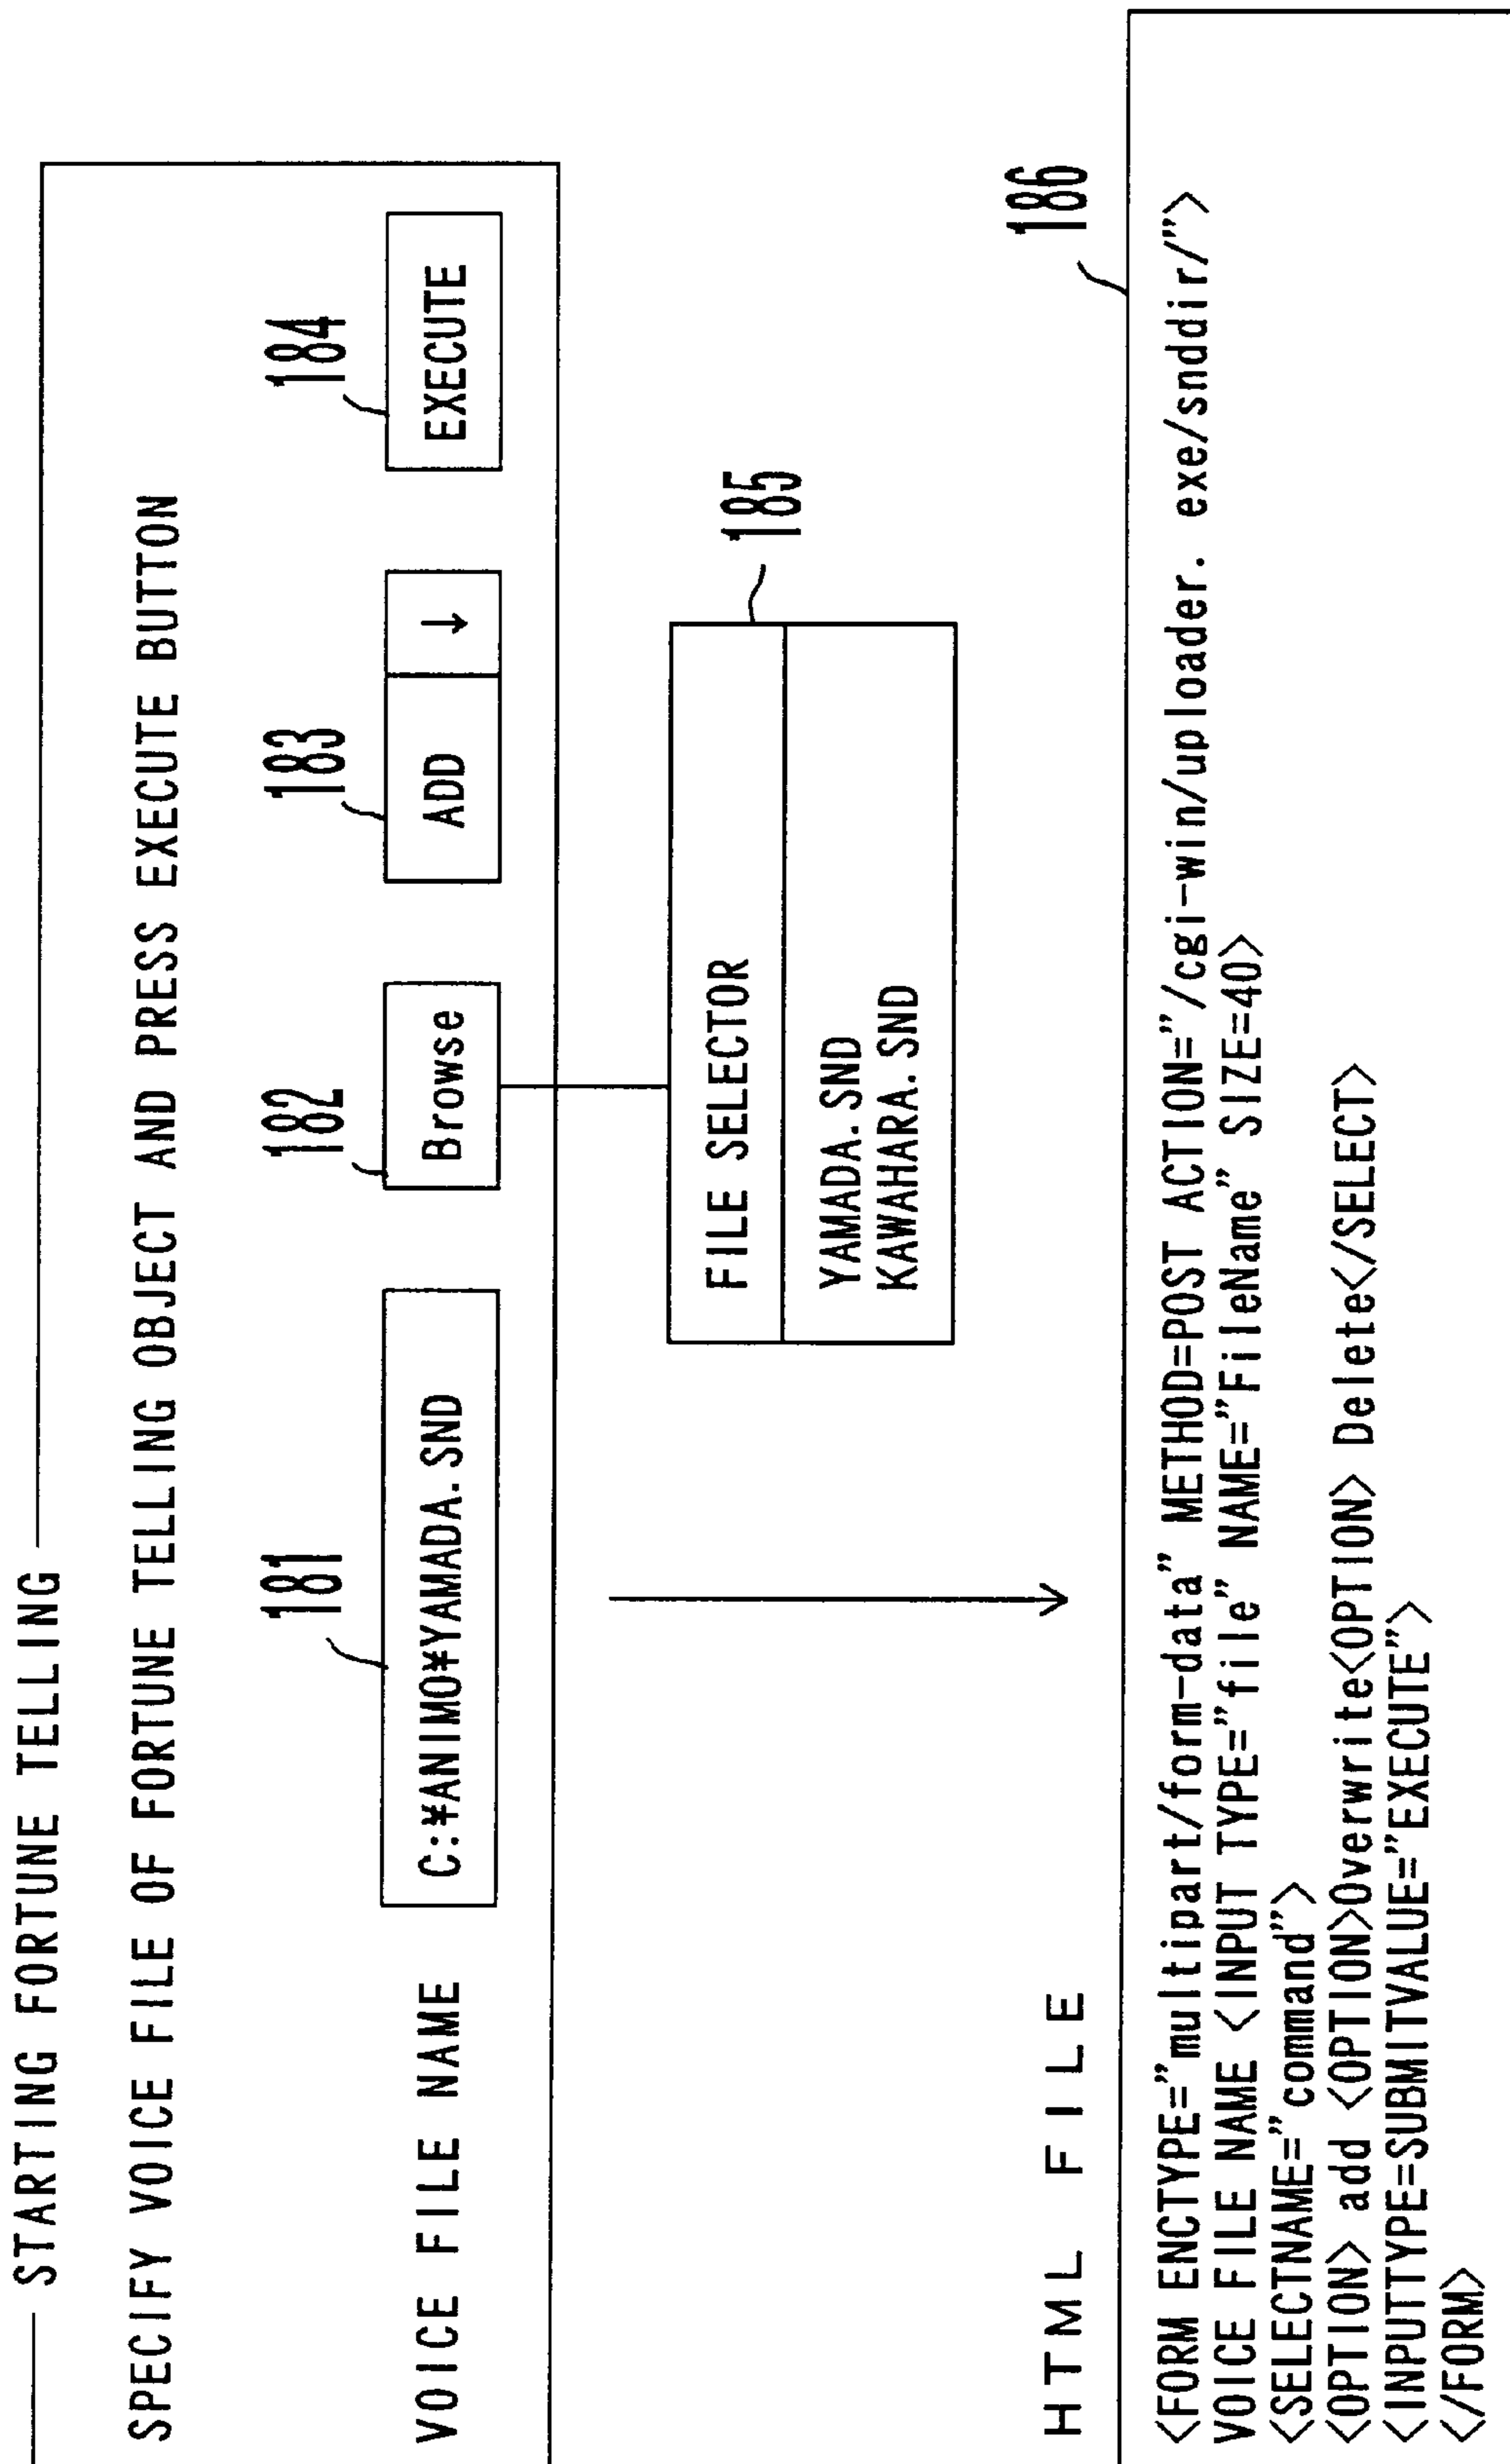 STARTING FORTUNE TELLING
SPECIFY VOICE FILE OF FORTUNE TELLING OBJECT AND PRESS EXECUTE BUTTON
181
182
183
184
VOICE FILE NAME
C:¥ANIMO¥YAMADA.SND
Browse
ADD
↓
EXECUTE
185
FILE SELECTOR
YAMADA.SND
KAWAHARA.SND
HTML FILE
186
<FORM ENCTYPE="multipart/form-data" METHOD=POST ACTION="/cgi-win/uploader. exe/snddir/">
VOICE FILE NAME <INPUT TYPE="file" NAME="FileName" SIZE=40>
<SELECTNAME="command">
<OPTION> add <OPTION>Overwrite<OPTION> Delete</SELECT>
<INPUTTYPE=SUBMITVALUE="EXECUTE">
</FORM>